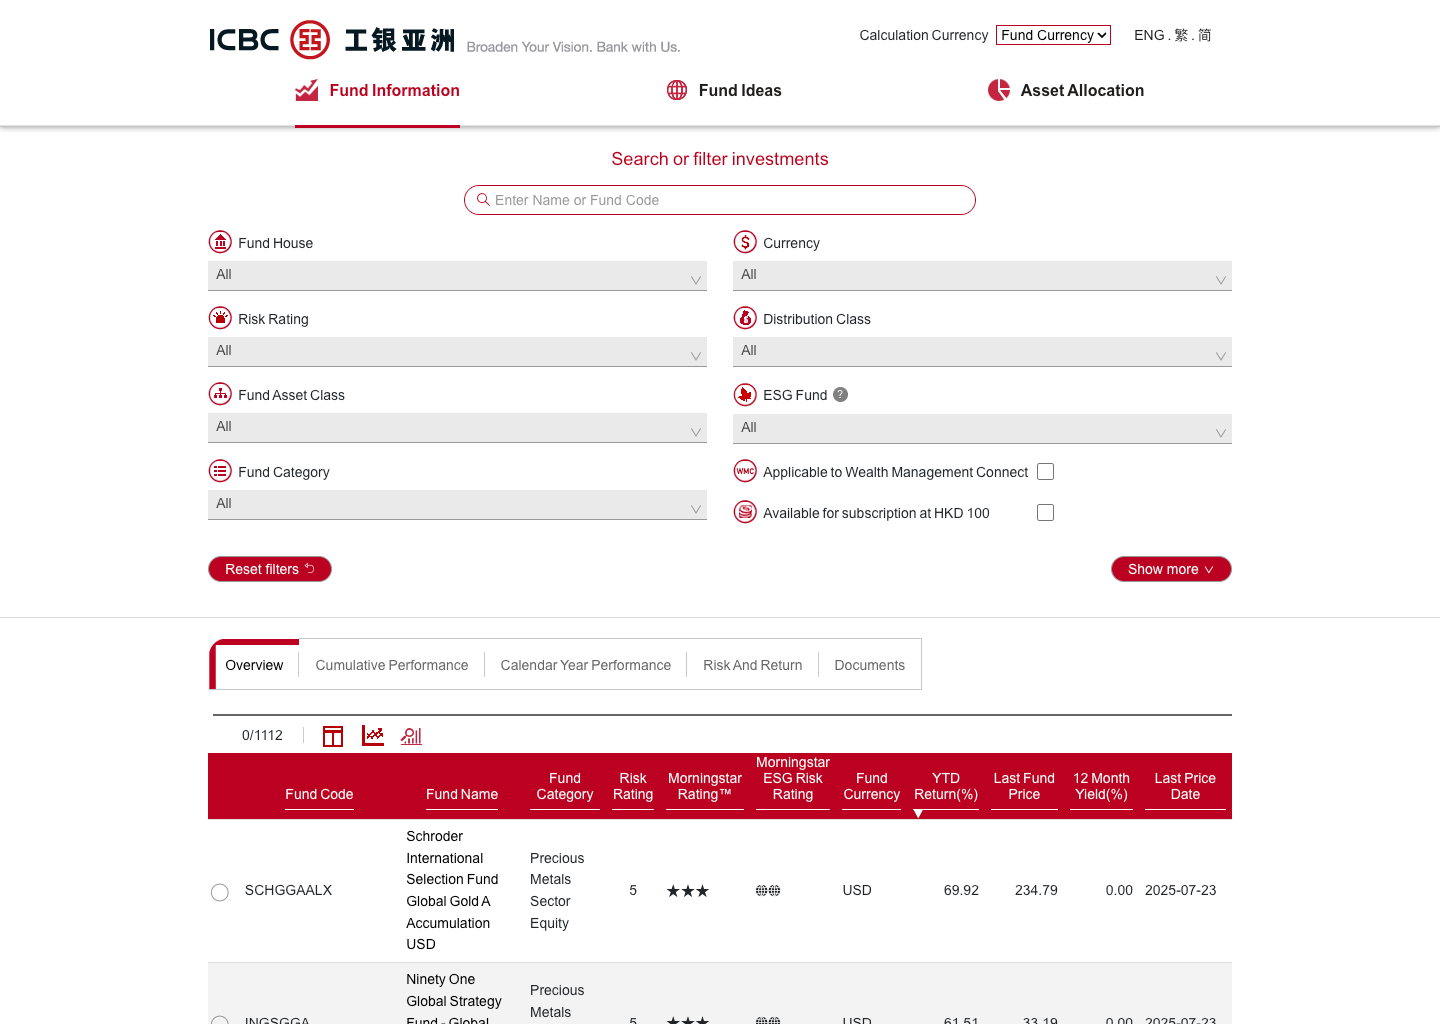 ICBC 工银亚洲 Broaden Your Vision. Bank with Us.
Calculation Currency Fund Currency ENG . 繁 . 简
Fund Information Fund Ideas Asset Allocation
Search or filter investments
Enter Name or Fund Code
Fund House
All
Currency
All
Risk Rating
All
Distribution Class
All
Fund Asset Class
All
ESG Fund ?
All
Fund Category
All
WMC Applicable to Wealth Management Connect
Available for subscription at HKD 100
Reset filters Show more
Overview Cumulative Performance Calendar Year Performance Risk And Return Documents
0/1112
Fund Code
Fund Name
Fund
Category
Risk
Rating
Morningstar
Rating™
Morningstar
ESG Risk
Rating
Fund
Currency
YTD
Return(%)
Last Fund
Price
12 Month
Yield(%)
Last Price
Date
SCHGGAALX
Schroder
International
Selection Fund
Global Gold A
Accumulation
USD
Precious
Metals
Sector
Equity
5 ★★★ USD 69.92 234.79 0.00 2025-07-23
INGSGGA
Ninety One
Global Strategy
Fund - Global
Precious
Metals
5 ★★★ USD 61.51 33.19 0.00 2025-07-23